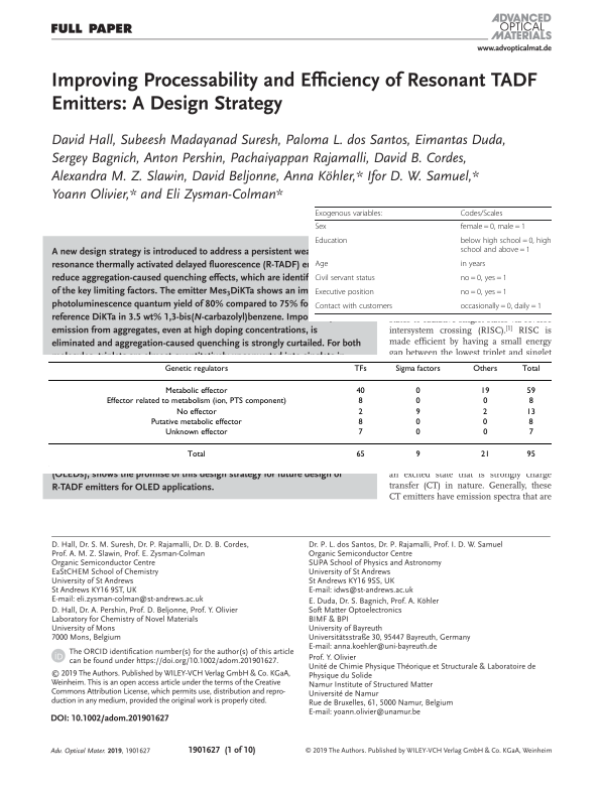 FULL PAPER
ADVANCED
OPTICAL
MATERIALS
www.advopticalmat.de
Improving Processability and Efficiency of Resonant TADF
Emitters: A Design Strategy
David Hall, Subeesh Madayanad Suresh, Paloma L. dos Santos, Eimantas Duda,
Sergey Bagnich, Anton Pershin, Pachaiyappan Rajamalli, David B. Cordes,
Alexandra M. Z. Slawin, David Beljonne, Anna Köhler,* Ifor D. W. Samuel,*
Yoann Olivier,* and Eli Zysman-Colman*
Exogenous variables: Codes/Scales
Sex female = 0, male = 1
Education below high school = 0, high
school and above = 1
Age in years
Civil servant status no = 0, yes = 1
Executive position no = 0, yes = 1
Contact with customers occasionally = 0, daily = 1
A new design strategy is introduced to address a persistent wea
resonance thermally activated delayed fluorescence (R-TADF) e
reduce aggregation-caused quenching effects, which are identif
of the key limiting factors. The emitter Mes3DiKTa shows an im
photoluminescence quantum yield of 80% compared to 75% fo
reference DiKTa in 3.5 wt% 1,3-bis(N-carbazolyl)benzene. Impo
emission from aggregates, even at high doping concentrations, is
eliminated and aggregation-caused quenching is strongly curtailed. For both
intersystem crossing (RISC).[1] RISC is
made efficient by having a small energy
gap between the lowest triplet and singlet
Genetic regulators TFs Sigma factors Others Total
Metabolic effector 40 0 19 59
Effector related to metabolism (ion, PTS component) 8 0 0 8
No effector 2 9 2 13
Putative metabolic effector 8 0 0 8
Unknown effector 7 0 0 7
Total 65 9 21 95
(OLEDs), shows the promise of this design strategy for future design of
R-TADF emitters for OLED applications.
an excited state that is strongly charge
transfer (CT) in nature. Generally, these
CT emitters have emission spectra that are
D. Hall, Dr. S. M. Suresh, Dr. P. Rajamalli, Dr. D. B. Cordes,
Prof. A. M. Z. Slawin, Prof. E. Zysman-Colman
Organic Semiconductor Centre
EaStCHEM School of Chemistry
University of St Andrews
St Andrews KY16 9ST, UK
E-mail: eli.zysman-colman@st-andrews.ac.uk
D. Hall, Dr. A. Pershin, Prof. D. Beljonne, Prof. Y. Olivier
Laboratory for Chemistry of Novel Materials
University of Mons
7000 Mons, Belgium
The ORCID identification number(s) for the author(s) of this article
can be found under https://doi.org/10.1002/adom.201901627.
© 2019 The Authors. Published by WILEY-VCH Verlag GmbH & Co. KGaA,
Weinheim. This is an open access article under the terms of the Creative
Commons Attribution License, which permits use, distribution and repro-
duction in any medium, provided the original work is properly cited.
DOI: 10.1002/adom.201901627
Dr. P. L. dos Santos, Dr. P. Rajamalli, Prof. I. D. W. Samuel
Organic Semiconductor Centre
SUPA School of Physics and Astronomy
University of St Andrews
St Andrews KY16 9SS, UK
E-mail: idws@st-andrews.ac.uk
E. Duda, Dr. S. Bagnich, Prof. A. Köhler
Soft Matter Optoelectronics
BIMF & BPI
University of Bayreuth
Universitätsstraße 30, 95447 Bayreuth, Germany
E-mail: anna.koehler@uni-bayreuth.de
Prof. Y. Olivier
Unité de Chimie Physique Théorique et Structurale & Laboratoire de
Physique du Solide
Namur Institute of Structured Matter
Université de Namur
Rue de Bruxelles, 61, 5000 Namur, Belgium
E-mail: yoann.olivier@unamur.be
Adv. Optical Mater. 2019, 1901627 1901627 (1 of 10) © 2019 The Authors. Published by WILEY-VCH Verlag GmbH & Co. KGaA, Weinheim